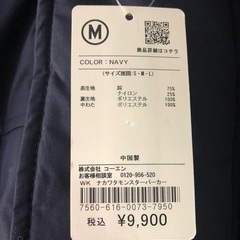 M
商品詳細はコチラ
COLOR : NAVY
(サイズ展開 : S・M・L)
表生地 綿 75%
ナイロン 25%
裏生地 ポリエステル 100%
中わた ポリエステル 100%
中国製
株式会社 コーエン
お客様相談室 0120-956-520
WK ナカワタモンスターパーカー
7560-616-0073-7950
税込 ¥9,900